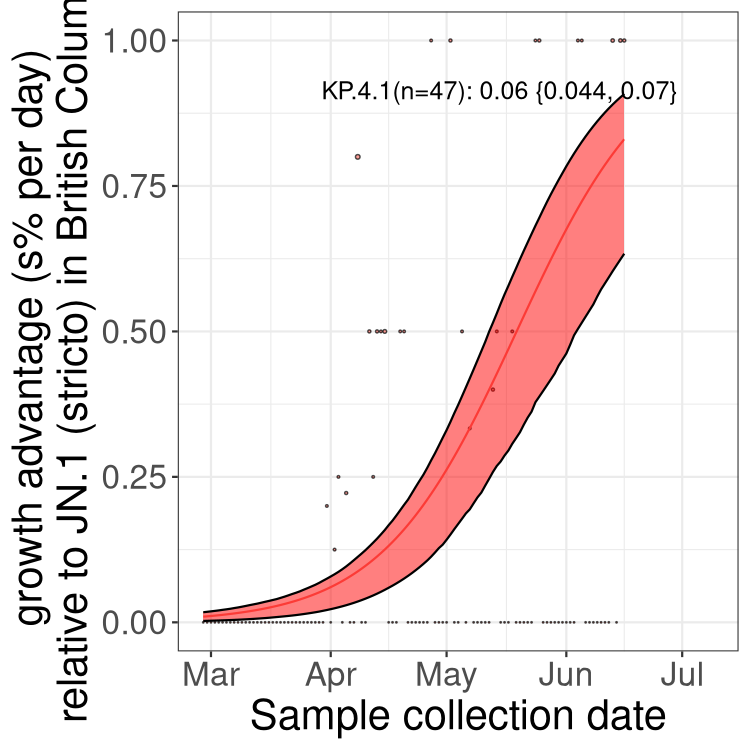 growth advantage (s% per day)
relative to JN.1 (stricto) in British Colum
1.00
0.75
0.50
0.25
0.00
KP.4.1(n=47): 0.06 {0.044, 0.07}
Mar Apr May Jun Jul
Sample collection date